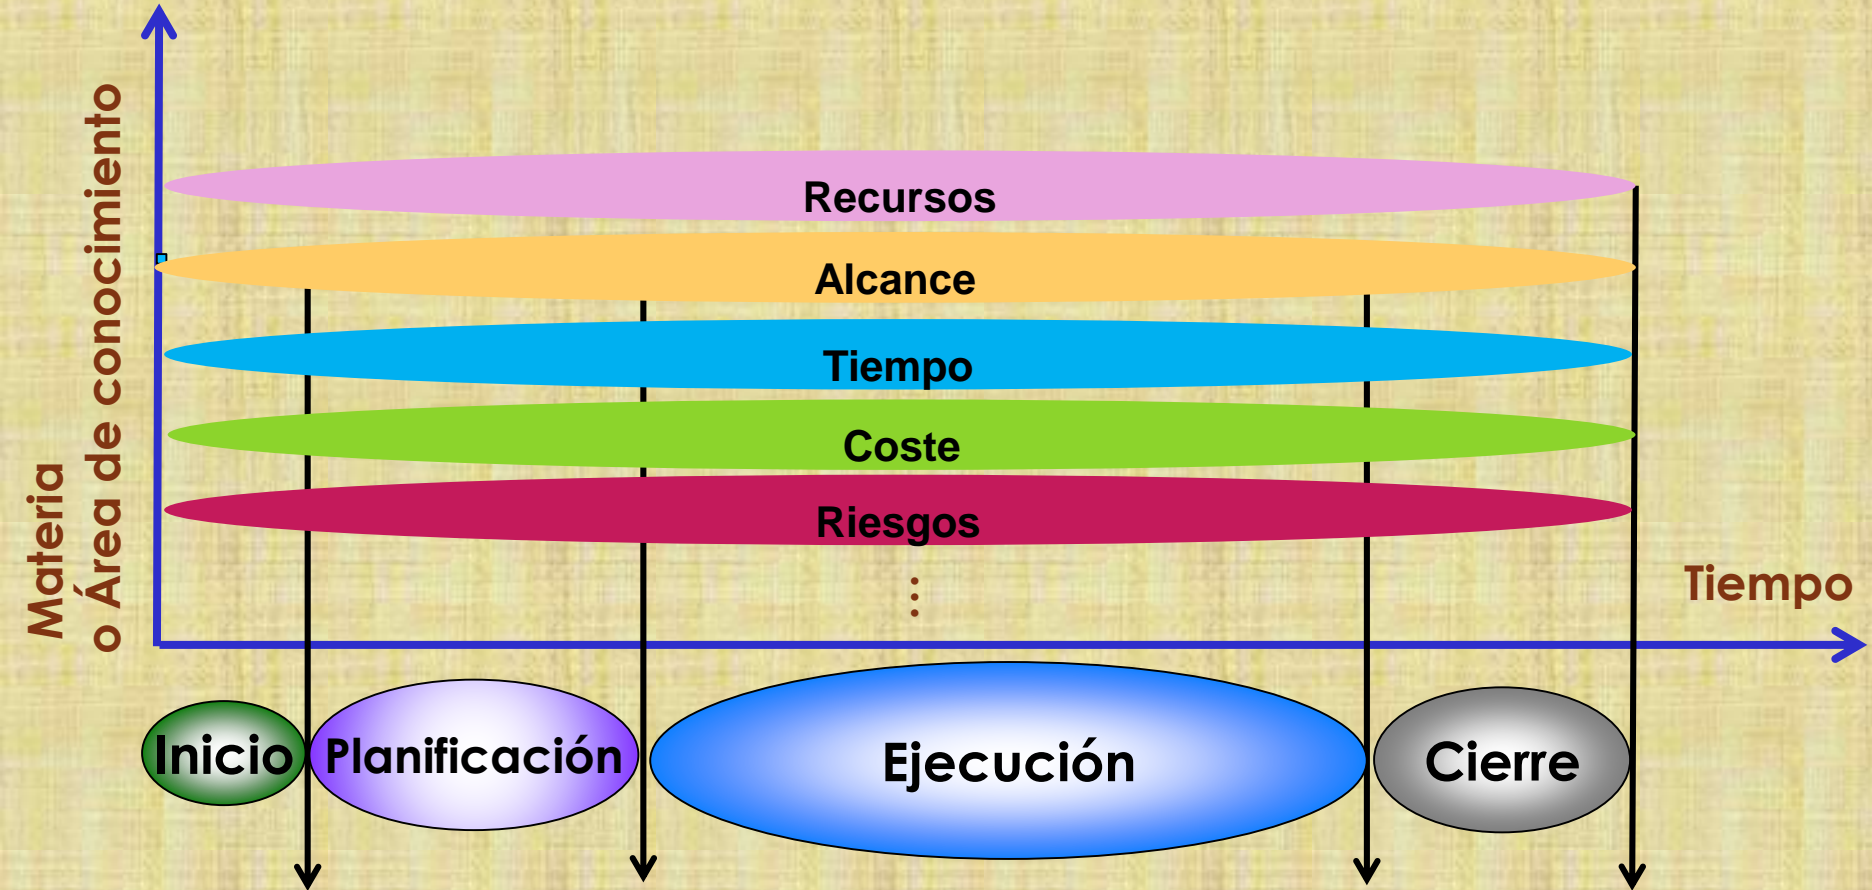 Materia
o Área de conocimiento
Recursos
Alcance
Tiempo
Coste
Riesgos
...
Tiempo
Inicio
Planificación
Ejecución
Cierre